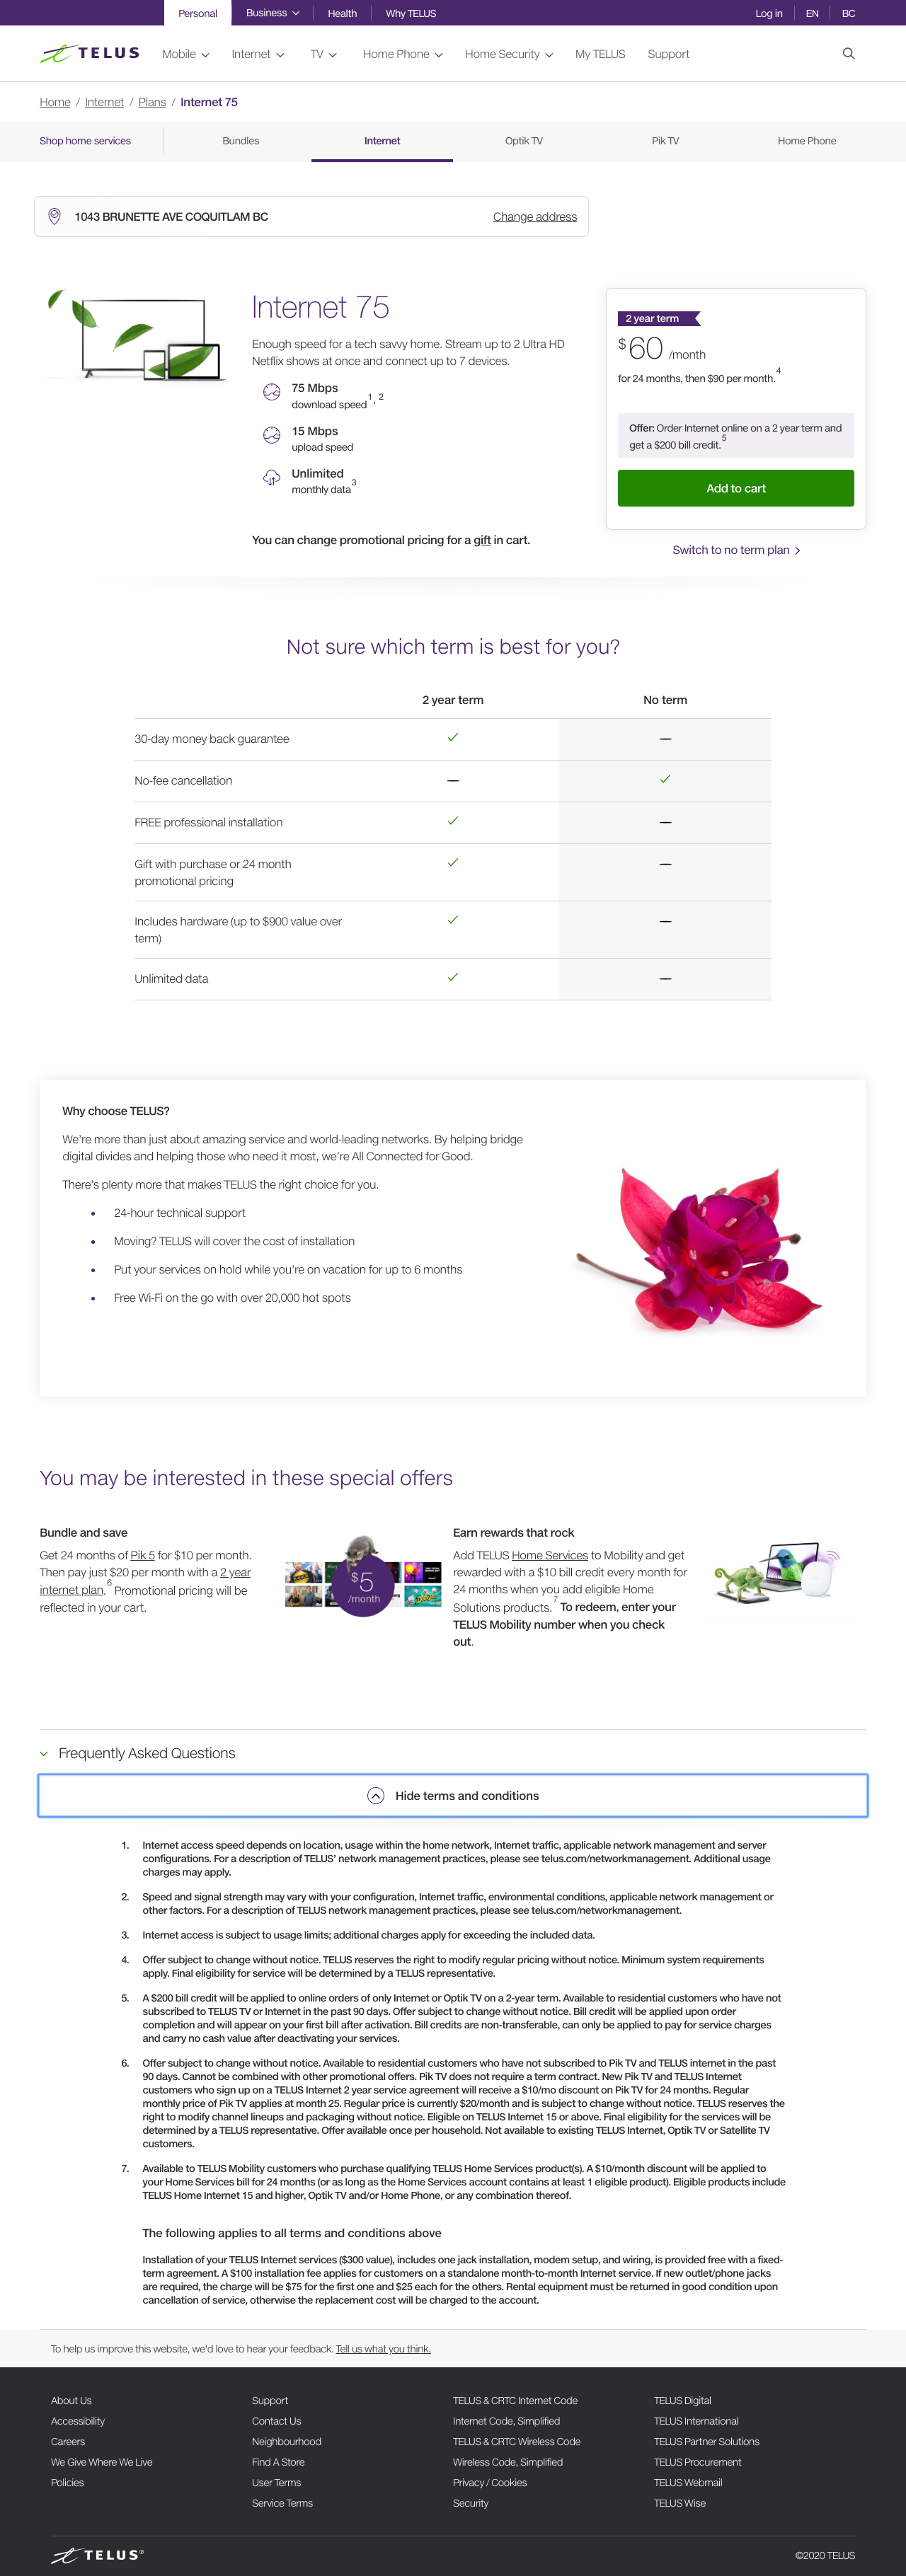 Personal Business Health Why TELUS Log in EN BC
TELUS Mobile Internet TV Home Phone Home Security My TELUS Support
Home / Internet / Plans / Internet 75
Shop home services Bundles Internet Optik TV Pik TV Home Phone
1043 BRUNETTE AVE COQUITLAM BC Change address
Internet 75
Enough speed for a tech savvy home. Stream up to 2 Ultra HD
Netflix shows at once and connect up to 7 devices.
75 Mbps
download speed1, 2
15 Mbps
upload speed
Unlimited
monthly data3
You can change promotional pricing for a gift in cart.
2 year term
$60 /month
for 24 months, then $90 per month.4
Offer: Order Internet online on a 2 year term and
get a $200 bill credit.5
Add to cart
Switch to no term plan
Not sure which term is best for you?
2 year term No term
30-day money back guarantee
No-fee cancellation
FREE professional installation
Gift with purchase or 24 month
promotional pricing
Includes hardware (up to $900 value over
term)
Unlimited data
Why choose TELUS?
We're more than just about amazing service and world-leading networks. By helping bridge
digital divides and helping those who need it most, we're All Connected for Good.
There's plenty more that makes TELUS the right choice for you.
• 24-hour technical support
• Moving? TELUS will cover the cost of installation
• Put your services on hold while you're on vacation for up to 6 months
• Free Wi-Fi on the go with over 20,000 hot spots
You may be interested in these special offers
Bundle and save
Get 24 months of Pik 5 for $10 per month.
Then pay just $20 per month with a 2 year
internet plan.6 Promotional pricing will be
reflected in your cart.
$5
/month
Earn rewards that rock
Add TELUS Home Services to Mobility and get
rewarded with a $10 bill credit every month for
24 months when you add eligible Home
Solutions products.7 To redeem, enter your
TELUS Mobility number when you check
out.
Frequently Asked Questions
Hide terms and conditions
1. Internet access speed depends on location, usage within the home network, Internet traffic, applicable network management and server
configurations. For a description of TELUS' network management practices, please see telus.com/networkmanagement. Additional usage
charges may apply.
2. Speed and signal strength may vary with your configuration, Internet traffic, environmental conditions, applicable network management or
other factors. For a description of TELUS network management practices, please see telus.com/networkmanagement.
3. Internet access is subject to usage limits; additional charges apply for exceeding the included data.
4. Offer subject to change without notice. TELUS reserves the right to modify regular pricing without notice. Minimum system requirements
apply. Final eligibility for service will be determined by a TELUS representative.
5. A $200 bill credit will be applied to online orders of only Internet or Optik TV on a 2-year term. Available to residential customers who have not
subscribed to TELUS TV or Internet in the past 90 days. Offer subject to change without notice. Bill credit will be applied upon order
completion and will appear on your first bill after activation. Bill credits are non-transferable, can only be applied to pay for service charges
and carry no cash value after deactivating your services.
6. Offer subject to change without notice. Available to residential customers who have not subscribed to Pik TV and TELUS internet in the past
90 days. Cannot be combined with other promotional offers. Pik TV does not require a term contract. New Pik TV and TELUS Internet
customers who sign up on a TELUS Internet 2 year service agreement will receive a $10/mo discount on Pik TV for 24 months. Regular
monthly price of Pik TV applies at month 25. Regular price is currently $20/month and is subject to change without notice. TELUS reserves the
right to modify channel lineups and packaging without notice. Eligible on TELUS Internet 15 or above. Final eligibility for the services will be
determined by a TELUS representative. Offer available once per household. Not available to existing TELUS Internet, Optik TV or Satellite TV
customers.
7. Available to TELUS Mobility customers who purchase qualifying TELUS Home Services product(s). A $10/month discount will be applied to
your Home Services bill for 24 months (or as long as the Home Services account contains at least 1 eligible product). Eligible products include
TELUS Home Internet 15 and higher, Optik TV and/or Home Phone, or any combination thereof.
The following applies to all terms and conditions above
Installation of your TELUS Internet services ($300 value), includes one jack installation, modem setup, and wiring, is provided free with a fixed-
term agreement. A $100 installation fee applies for customers on a standalone month-to-month Internet service. If new outlet/phone jacks
are required, the charge will be $75 for the first one and $25 each for the others. Rental equipment must be returned in good condition upon
cancellation of service, otherwise the replacement cost will be charged to the account.
To help us improve this website, we'd love to hear your feedback. Tell us what you think.
About Us Support TELUS & CRTC Internet Code TELUS Digital
Accessibility Contact Us Internet Code, Simplified TELUS International
Careers Neighbourhood TELUS & CRTC Wireless Code TELUS Partner Solutions
We Give Where We Live Find A Store Wireless Code, Simplified TELUS Procurement
Policies User Terms Privacy / Cookies TELUS Webmail
Service Terms Security TELUS Wise
TELUS® ©2020 TELUS